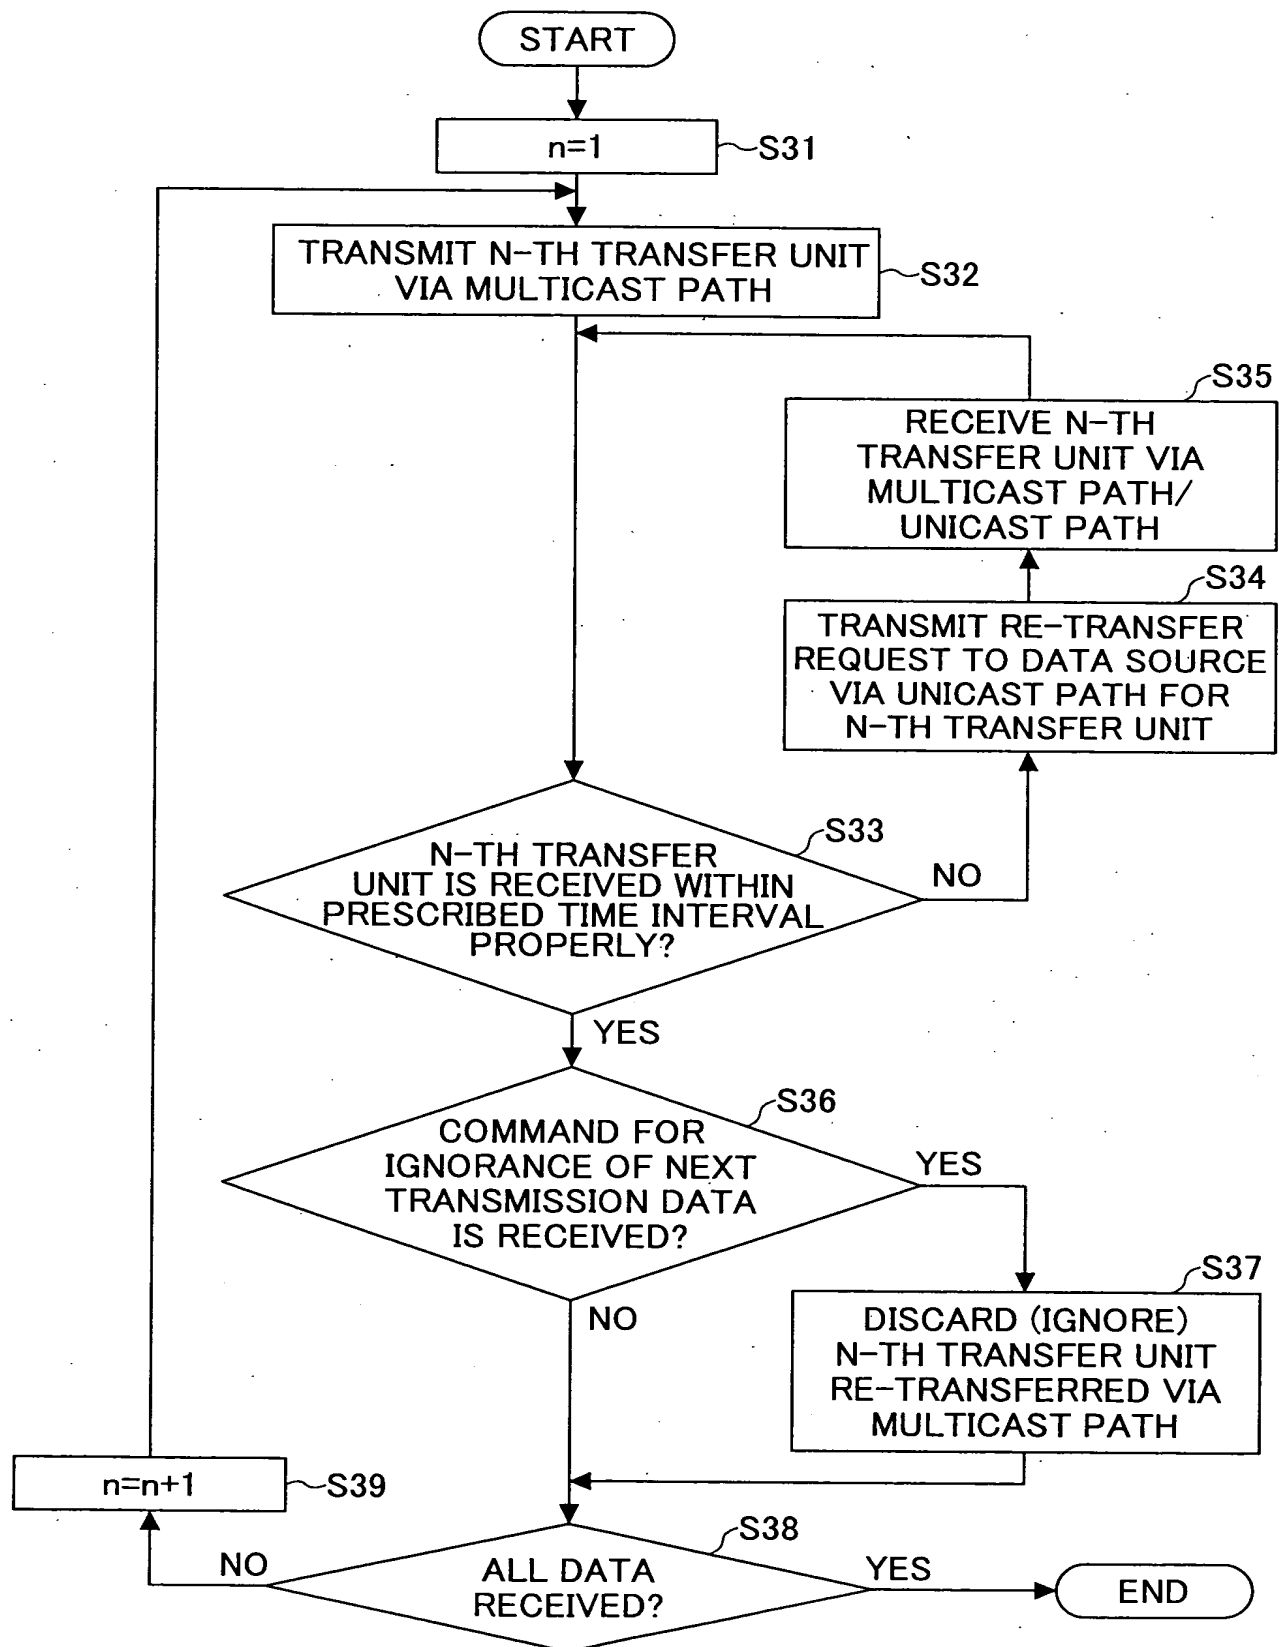 START
n=1
S31
TRANSMIT N-TH TRANSFER UNIT
VIA MULTICAST PATH
S32
S35
RECEIVE N-TH
TRANSFER UNIT VIA
MULTICAST PATH/
UNICAST PATH
S34
TRANSMIT RE-TRANSFER
REQUEST TO DATA SOURCE
VIA UNICAST PATH FOR
N-TH TRANSFER UNIT
S33
N-TH TRANSFER
UNIT IS RECEIVED WITHIN
PRESCRIBED TIME INTERVAL
PROPERLY?
NO
YES
S36
COMMAND FOR
IGNORANCE OF NEXT
TRANSMISSION DATA
IS RECEIVED?
YES
NO
S37
DISCARD (IGNORE)
N-TH TRANSFER UNIT
RE-TRANSFERRED VIA
MULTICAST PATH
n=n+1
S39
S38
ALL DATA
RECEIVED?
NO
YES
END